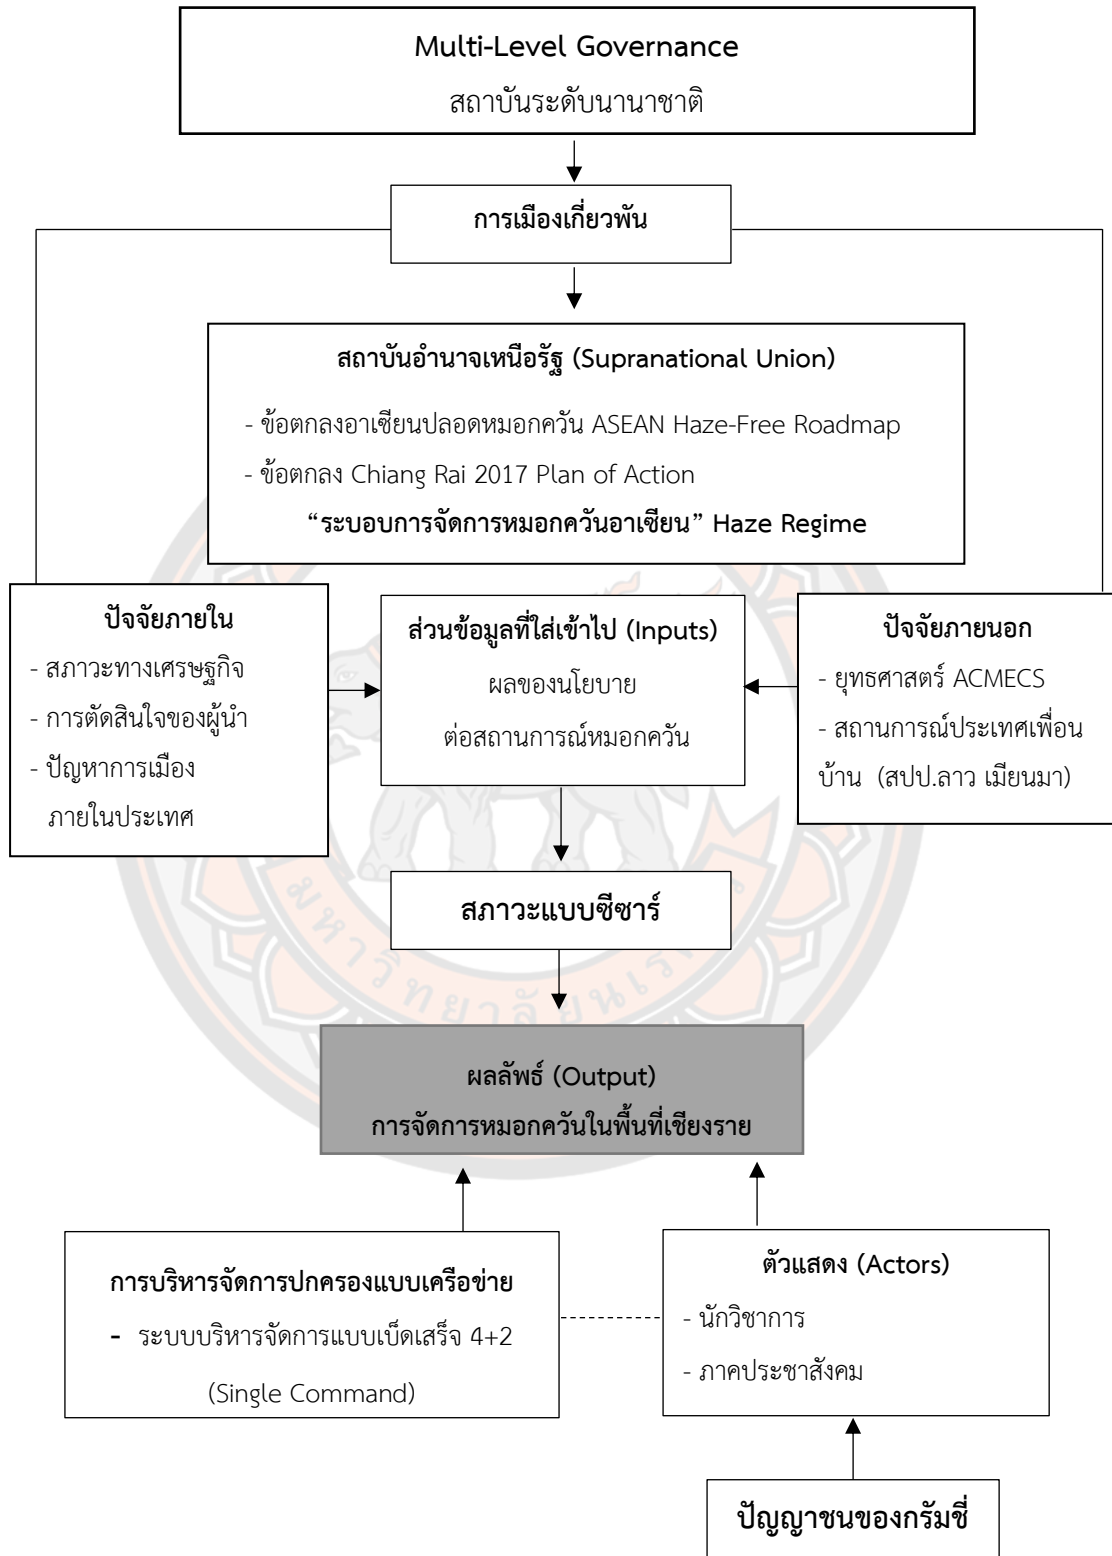 Multi-Level Governance
สถาบันระดับนานาชาติ
การเมืองเกี่ยวพัน
สถาบันอำนาจเหนือรัฐ (Supranational Union)
- ข้อตกลงอาเซียนปลอดหมอกควัน ASEAN Haze-Free Roadmap
- ข้อตกลง Chiang Rai 2017 Plan of Action
“ระบอบการจัดการหมอกควันอาเซียน” Haze Regime
ปัจจัยภายใน
- สภาวะทางเศรษฐกิจ
- การตัดสินใจของผู้นำ
- ปัญหาการเมือง
ภายในประเทศ
ส่วนข้อมูลที่ใส่เข้าไป (Inputs)
ผลของนโยบาย
ต่อสถานการณ์หมอกควัน
ปัจจัยภายนอก
- ยุทธศาสตร์ ACMECS
- สถานการณ์ประเทศเพื่อน
บ้าน (สปป.ลาว เมียนมา)
สภาวะแบบซีซาร์
ผลลัพธ์ (Output)
การจัดการหมอกควันในพื้นที่เชียงราย
การบริหารจัดการปกครองแบบเครือข่าย
- ระบบบริหารจัดการแบบเบ็ดเสร็จ 4+2
(Single Command)
ตัวแสดง (Actors)
- นักวิชาการ
- ภาคประชาสังคม
ปัญญาชนของกรัมชี่